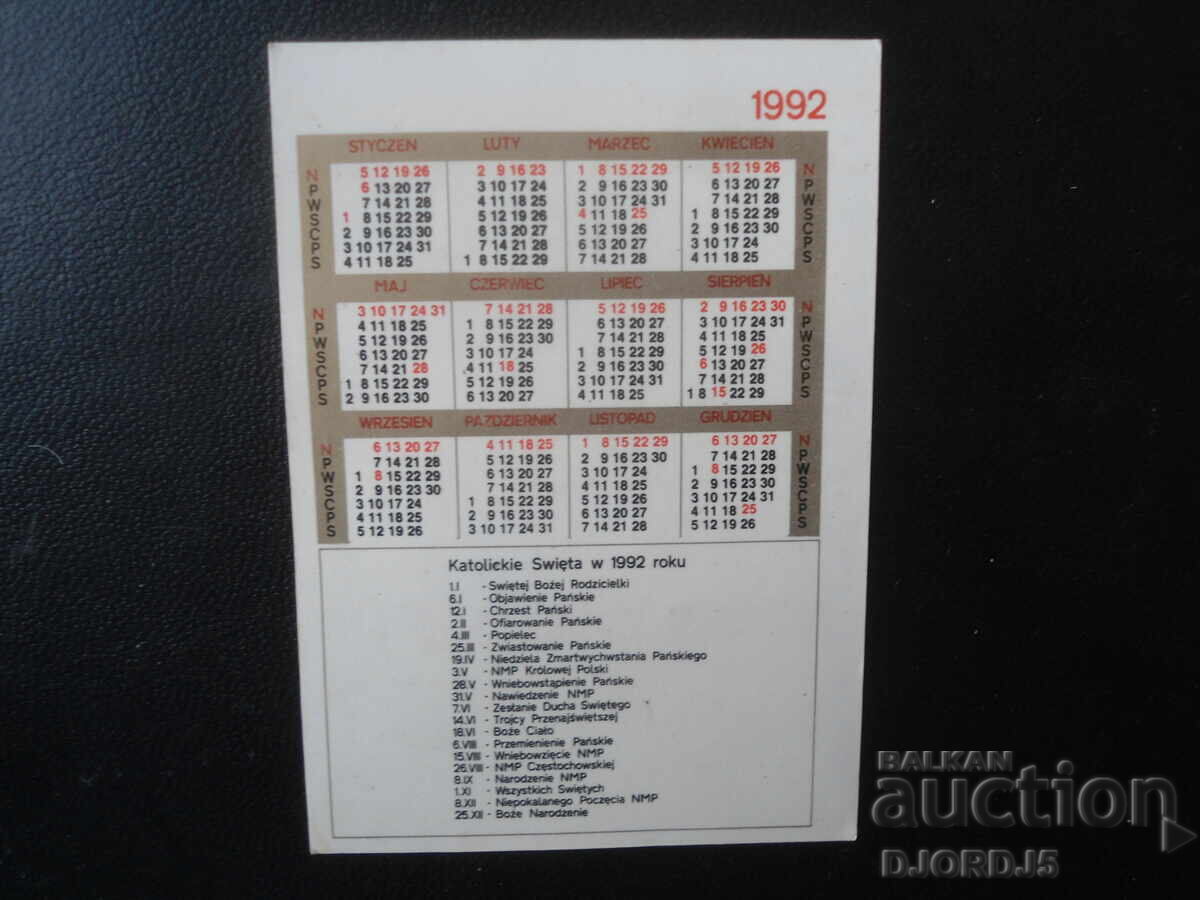 1992
STYCZEŃ LUTY MARZEC KWIECIEŃ
N 5 12 19 26 2 9 16 23 1 8 15 22 29 5 12 19 26 N
P 6 13 20 27 3 10 17 24 2 9 16 23 30 6 13 20 27 P
W 7 14 21 28 4 11 18 25 3 10 17 24 31 7 14 21 28 W
S 1 8 15 22 29 5 12 19 26 4 11 18 25 1 8 15 22 29 S
C 2 9 16 23 30 6 13 20 27 5 12 19 26 2 9 16 23 30 C
P 3 10 17 24 31 7 14 21 28 6 13 20 27 3 10 17 24 P
S 4 11 18 25 1 8 15 22 29 7 14 21 28 4 11 18 25 S
MAJ CZERWIEC LIPIEC SIERPIEŃ
N 3 10 17 24 31 7 14 21 28 5 12 19 26 2 9 16 23 30 N
P 4 11 18 25 1 8 15 22 29 6 13 20 27 3 10 17 24 31 P
W 5 12 19 26 2 9 16 23 30 7 14 21 28 4 11 18 25 W
S 6 13 20 27 3 10 17 24 1 8 15 22 29 5 12 19 26 S
C 7 14 21 28 4 11 18 25 2 9 16 23 30 6 13 20 27 C
P 1 8 15 22 29 5 12 19 26 3 10 17 24 31 7 14 21 28 P
S 2 9 16 23 30 6 13 20 27 4 11 18 25 1 8 15 22 29 S
WRZESIEŃ PAŹDZIERNIK LISTOPAD GRUDZIEŃ
N 6 13 20 27 4 11 18 25 1 8 15 22 29 6 13 20 27 N
P 7 14 21 28 5 12 19 26 2 9 16 23 30 7 14 21 28 P
W 1 8 15 22 29 6 13 20 27 3 10 17 24 1 8 15 22 29 W
S 2 9 16 23 30 7 14 21 28 4 11 18 25 2 9 16 23 30 S
C 3 10 17 24 1 8 15 22 29 5 12 19 26 3 10 17 24 31 C
P 4 11 18 25 2 9 16 23 30 6 13 20 27 4 11 18 25 P
S 5 12 19 26 3 10 17 24 31 7 14 21 28 5 12 19 26 S
Katolickie Święta w 1992 roku
1.I - Świętej Bożej Rodzicielki
6.I - Objawienie Pańskie
12.I - Chrzest Pański
2.II - Ofiarowanie Pańskie
4.III - Popielec
25.III - Zwiastowanie Pańskie
19.IV - Niedziela Zmartwychwstania Pańskiego
3.V - NMP Królowej Polski
28.V - Wniebowstąpienie Pańskie
31.V - Nawiedzenie NMP
7.VI - Zesłanie Ducha Świętego
14.VI - Trojcy Przenajświętszej
18.VI - Boże Ciało
6.VIII - Przemienienie Pańskie
15.VIII - Wniebowzięcie NMP
26.VIII - NMP Częstochowskiej
8.IX - Narodzenie NMP
1.XI - Wszystkich Świętych
8.XII - Niepokalanego Poczęcia NMP
25.XII - Boże Narodzenie
BALKAN
auction
DJORDJ5